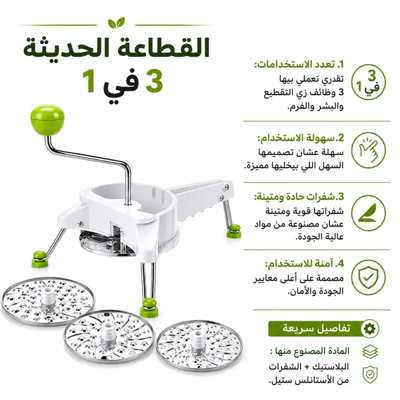 القطاعة الحديثة
3 في 1
1. تعدد الاستخدامات:
تقدري تعملي بيها
3 وظائف زي التقطيع
والبشر والفرم.
3
في 1
2.سهولة الاستخدام:
سهلة عشان تصميمها
السهل اللي بيخليها مميزة.
3.شفرات حادة ومتينة:
شفراتها قوية ومتينة
عشان مصنوعة من مواد
عالية الجودة.
4. آمنة للاستخدام:
مصممة على أعلى معايير
الجودة والأمان.
تفاصيل سريعة
المادة المصنوع منها :
البلاستيك + الشفرات
من الأستانلس ستيل.